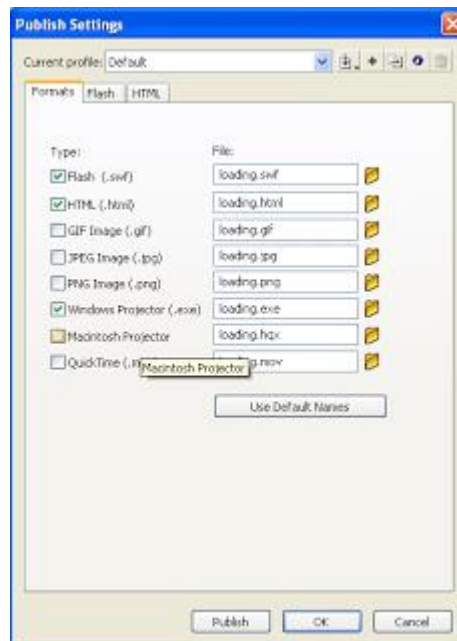 Publish Settings
Current profile: Default
Formats Flash HTML
Type: File:
Flash (.swf) loading.swf
HTML (.html) loading.html
GIF Image (.gif) loading.gif
JPEG Image (.jpg) loading.jpg
PNG Image (.png) loading.png
Windows Projector (.exe) loading.exe
Macintosh Projector loading.hqx
QuickTime
Macintosh Projector
Use Default Names
Publish OK Cancel